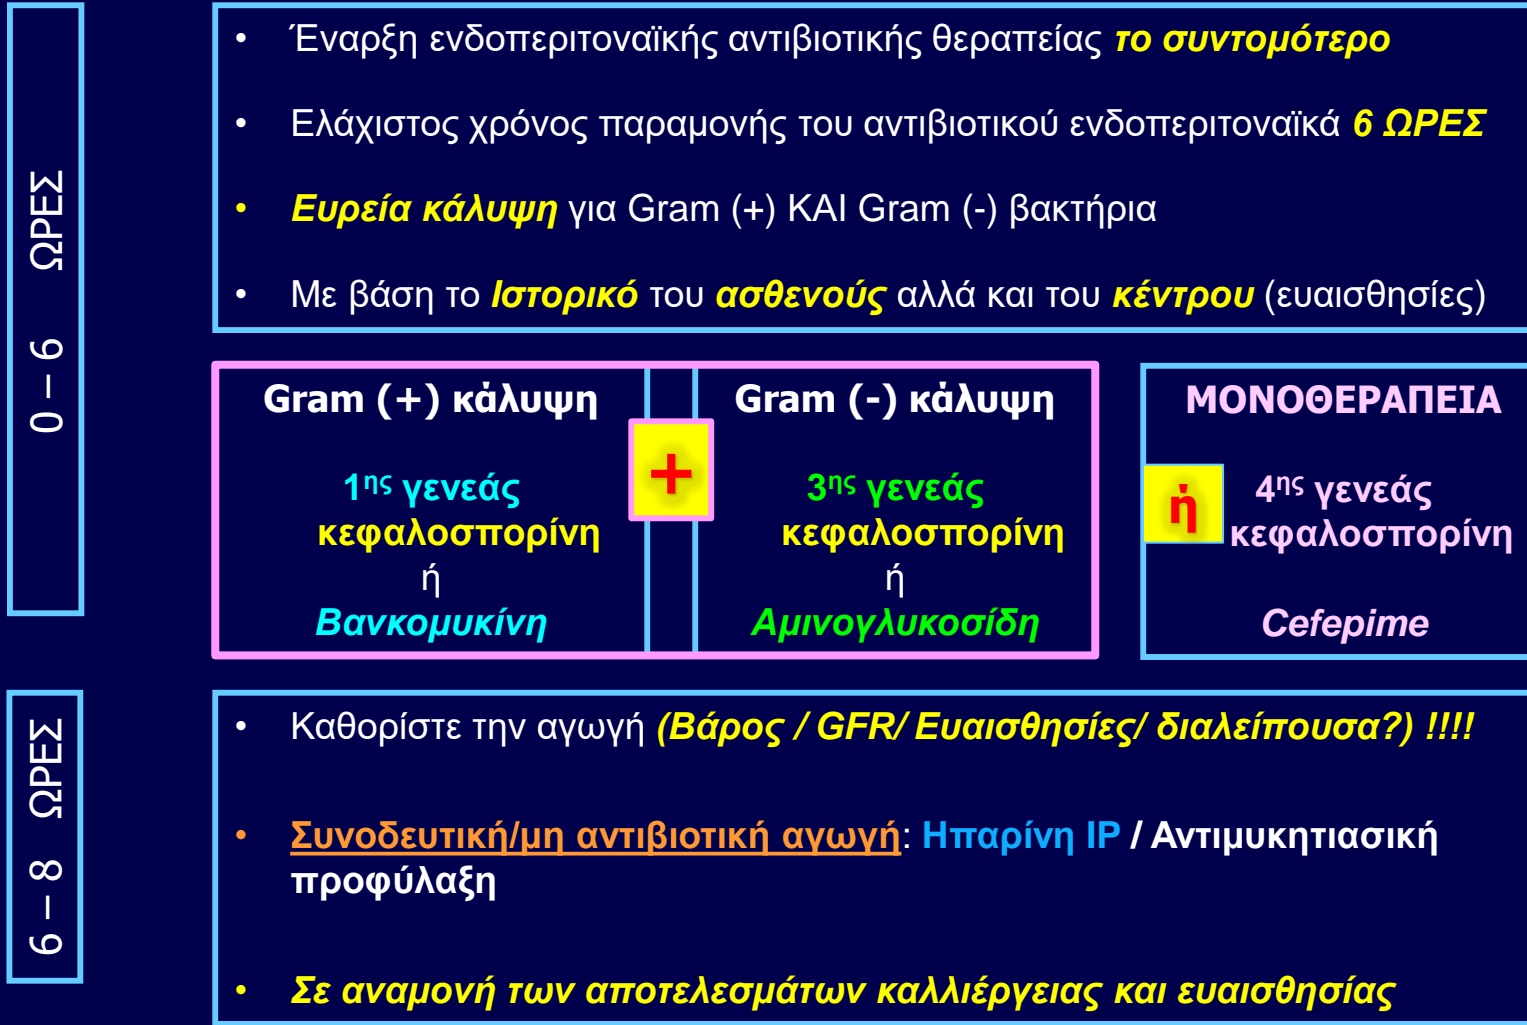 0 – 6 ΩΡΕΣ
• Έναρξη ενδοπεριτοναϊκής αντιβιοτικής θεραπείας το συντομότερο
• Ελάχιστος χρόνος παραμονής του αντιβιοτικού ενδοπεριτοναϊκά 6 ΩΡΕΣ
• Ευρεία κάλυψη για Gram (+) ΚΑΙ Gram (-) βακτήρια
• Με βάση το Ιστορικό του ασθενούς αλλά και του κέντρου (ευαισθησίες)
Gram (+) κάλυψη
1ης γενεάς
κεφαλοσπορίνη
ή
Βανκομυκίνη
+
Gram (-) κάλυψη
3ης γενεάς
κεφαλοσπορίνη
ή
Αμινογλυκοσίδη
ή
ΜΟΝΟΘΕΡΑΠΕΙΑ
4ης γενεάς
κεφαλοσπορίνη
Cefepime
6 – 8 ΩΡΕΣ
• Καθορίστε την αγωγή (Βάρος / GFR/ Ευαισθησίες/ διαλείπουσα?) !!!!
• Συνοδευτική/μη αντιβιοτική αγωγή: Ηπαρίνη IP / Αντιμυκητιασική
προφύλαξη
• Σε αναμονή των αποτελεσμάτων καλλιέργειας και ευαισθησίας